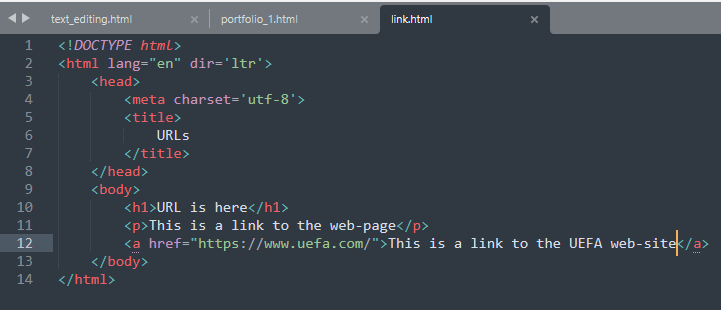 text_editing.html × portfolio_1.html × link.html ×
1 <!DOCTYPE html>
2 <html lang="en" dir='ltr'>
3 <head>
4 <meta charset='utf-8'>
5 <title>
6 URLs
7 </title>
8 </head>
9 <body>
10 <h1>URL is here</h1>
11 <p>This is a link to the web-page</p>
12 <a href="https://www.uefa.com/">This is a link to the UEFA web-site</a>
13 </body>
14 </html>